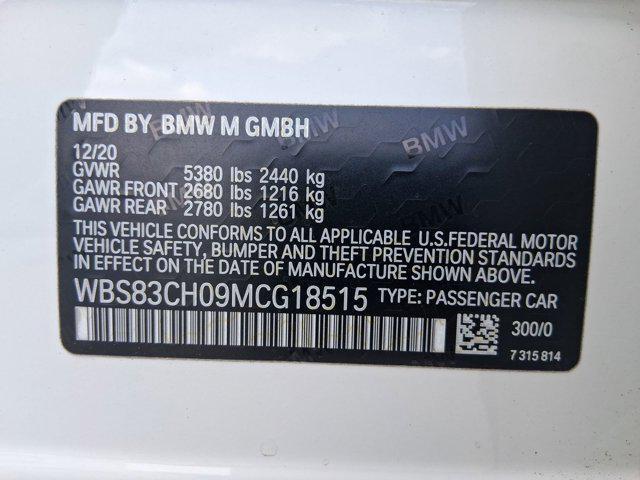 MFD BY BMW M GMBH
12/20
GVWR 5380 lbs 2440 kg
GAWR FRONT 2680 lbs 1216 kg
GAWR REAR 2780 lbs 1261 kg
THIS VEHICLE CONFORMS TO ALL APPLICABLE U.S.FEDERAL MOTOR
VEHICLE SAFETY, BUMPER AND THEFT PREVENTION STANDARDS
IN EFFECT ON THE DATE OF MANUFACTURE SHOWN ABOVE.
WBS83CH09MCG18515 TYPE: PASSENGER CAR
300/0
7 315 814